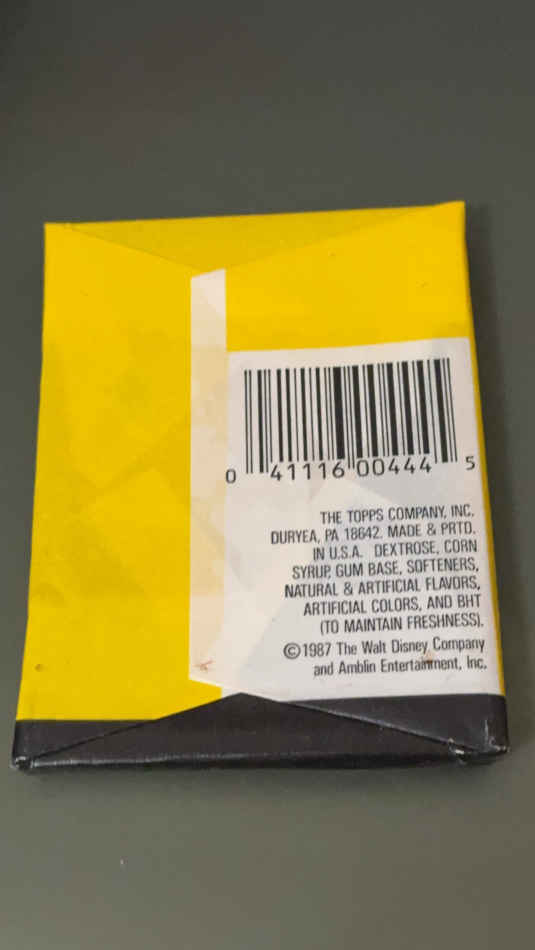 0 41116 00444 5
THE TOPPS COMPANY, INC.
DURYEA, PA 18642. MADE & PRTD.
IN U.S.A. DEXTROSE, CORN
SYRUP, GUM BASE, SOFTENERS,
NATURAL & ARTIFICIAL FLAVORS,
ARTIFICIAL COLORS, AND BHT
(TO MAINTAIN FRESHNESS).
©1987 The Walt Disney Company
and Amblin Entertainment, Inc.